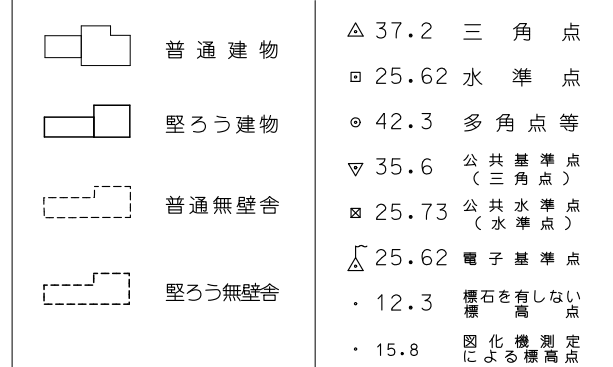 普通建物
堅ろう建物
普通無壁舎
堅ろう無壁舎
37.2 三角点
25.62 水準点
42.3 多角点等
35.6 公共基準点
(三角点)
25.73 公共水準点
(水準点)
25.62 電子基準点
12.3 標石を有しない
標高点
15.8 図化機測定
による標高点